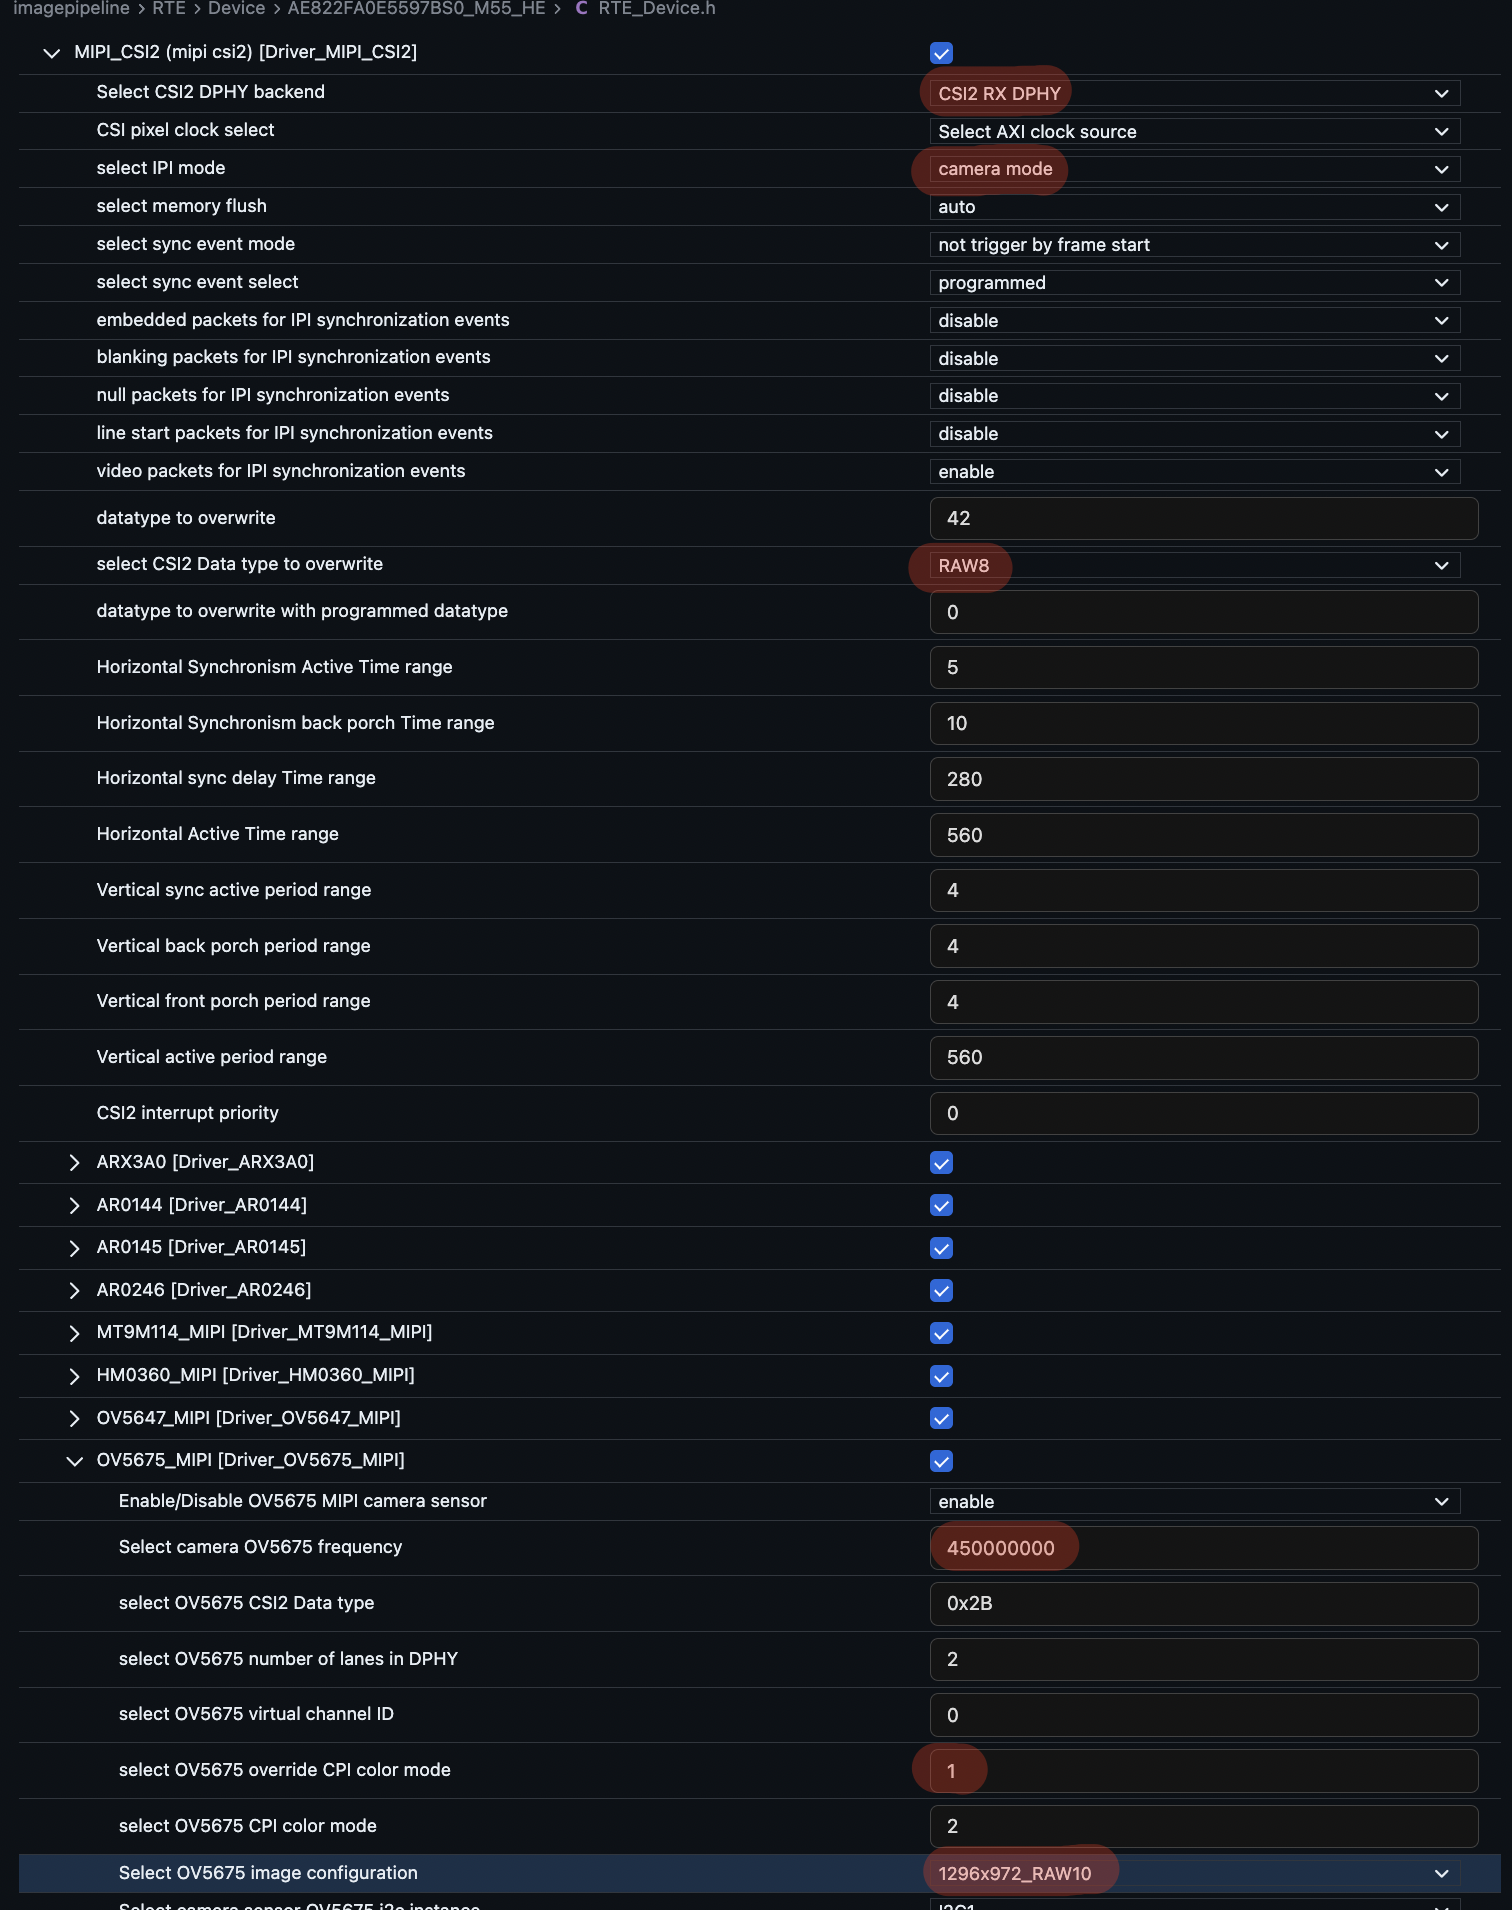 imagepipeline > RTE > Device > AE822FA0E5597BS0_M55_HE > C RTE_Device.h
MIPI_CSI2 (mipi csi2) [Driver_MIPI_CSI2]
Select CSI2 DPHY backend CSI2 RX DPHY
CSI pixel clock select Select AXI clock source
select IPI mode camera mode
select memory flush auto
select sync event mode not trigger by frame start
select sync event select programmed
embedded packets for IPI synchronization events disable
blanking packets for IPI synchronization events disable
null packets for IPI synchronization events disable
line start packets for IPI synchronization events disable
video packets for IPI synchronization events enable
datatype to overwrite 42
select CSI2 Data type to overwrite RAW8
datatype to overwrite with programmed datatype 0
Horizontal Synchronism Active Time range 5
Horizontal Synchronism back porch Time range 10
Horizontal sync delay Time range 280
Horizontal Active Time range 560
Vertical sync active period range 4
Vertical back porch period range 4
Vertical front porch period range 4
Vertical active period range 560
CSI2 interrupt priority 0
ARX3A0 [Driver_ARX3A0]
AR0144 [Driver_AR0144]
AR0145 [Driver_AR0145]
AR0246 [Driver_AR0246]
MT9M114_MIPI [Driver_MT9M114_MIPI]
HM0360_MIPI [Driver_HM0360_MIPI]
OV5647_MIPI [Driver_OV5647_MIPI]
OV5675_MIPI [Driver_OV5675_MIPI]
Enable/Disable OV5675 MIPI camera sensor enable
Select camera OV5675 frequency 450000000
select OV5675 CSI2 Data type 0x2B
select OV5675 number of lanes in DPHY 2
select OV5675 virtual channel ID 0
select OV5675 override CPI color mode 1
select OV5675 CPI color mode 2
Select OV5675 image configuration 1296x972_RAW10
Select camera sensor OV5675 i2c instance I2C1